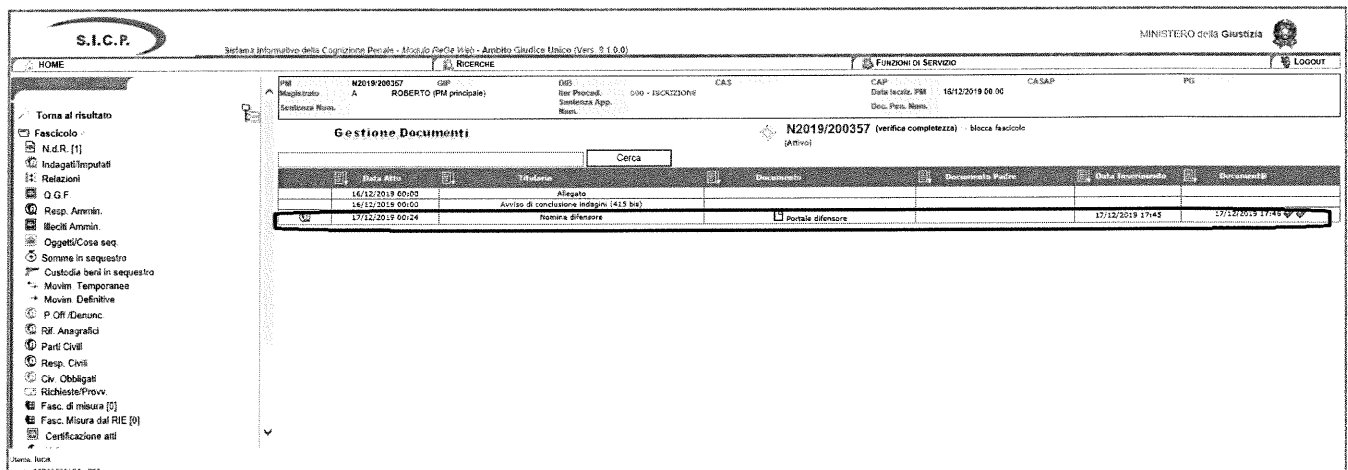 S.I.C.P.
Sistema Informativo della Cognizione Penale - Modulo ReGe Web - Ambito Giudice Unico (Vers. 9.1.0.0)
MINISTERO della Giustizia
HOME
RICERCHE
FUNZIONI DI SERVIZIO
LOGOUT
PM N2019/200357 GIP DIB CAS CAP CASAP PG
Magistrato A ROBERTO (PM principale) Iter Proced. 000 - ISCRIZIONE Data Iscriz. PM 16/12/2019 00:00
Sentenza Num. Sentenza App. Num. Dec. Pen. Num.
Torna al risultato
Fascicolo
N.d.R. [1]
Indagati/Imputati
Relazioni
Q.G.F.
Resp. Ammin.
Illeciti Ammin.
Oggetti/Cose seq.
Somme in sequestro
Custodia beni in sequestro
Movim. Temporanee
Movim. Definitive
P.Off./Denunc.
Rif. Anagrafici
Parti Civili
Resp. Civili
Civ. Obbligati
Richieste/Provv.
Fasc. di misura [0]
Fasc. Misura dal RIE [0]
Certificazione atti
Gestione Documenti
N2019/200357 (verifica completezza) - blocca fascicolo
[Attivo]
Cerca
Data Atto Titolario Documento Documento Padre Data Inserimento
16/12/2019 00:00 Allegato
16/12/2019 00:00 Avviso di conclusione indagini (415 bis)
17/12/2019 00:24 Nomina difensore Portale difensore 17/12/2019 17:45 17/12/2019 17:46
Utente: luca